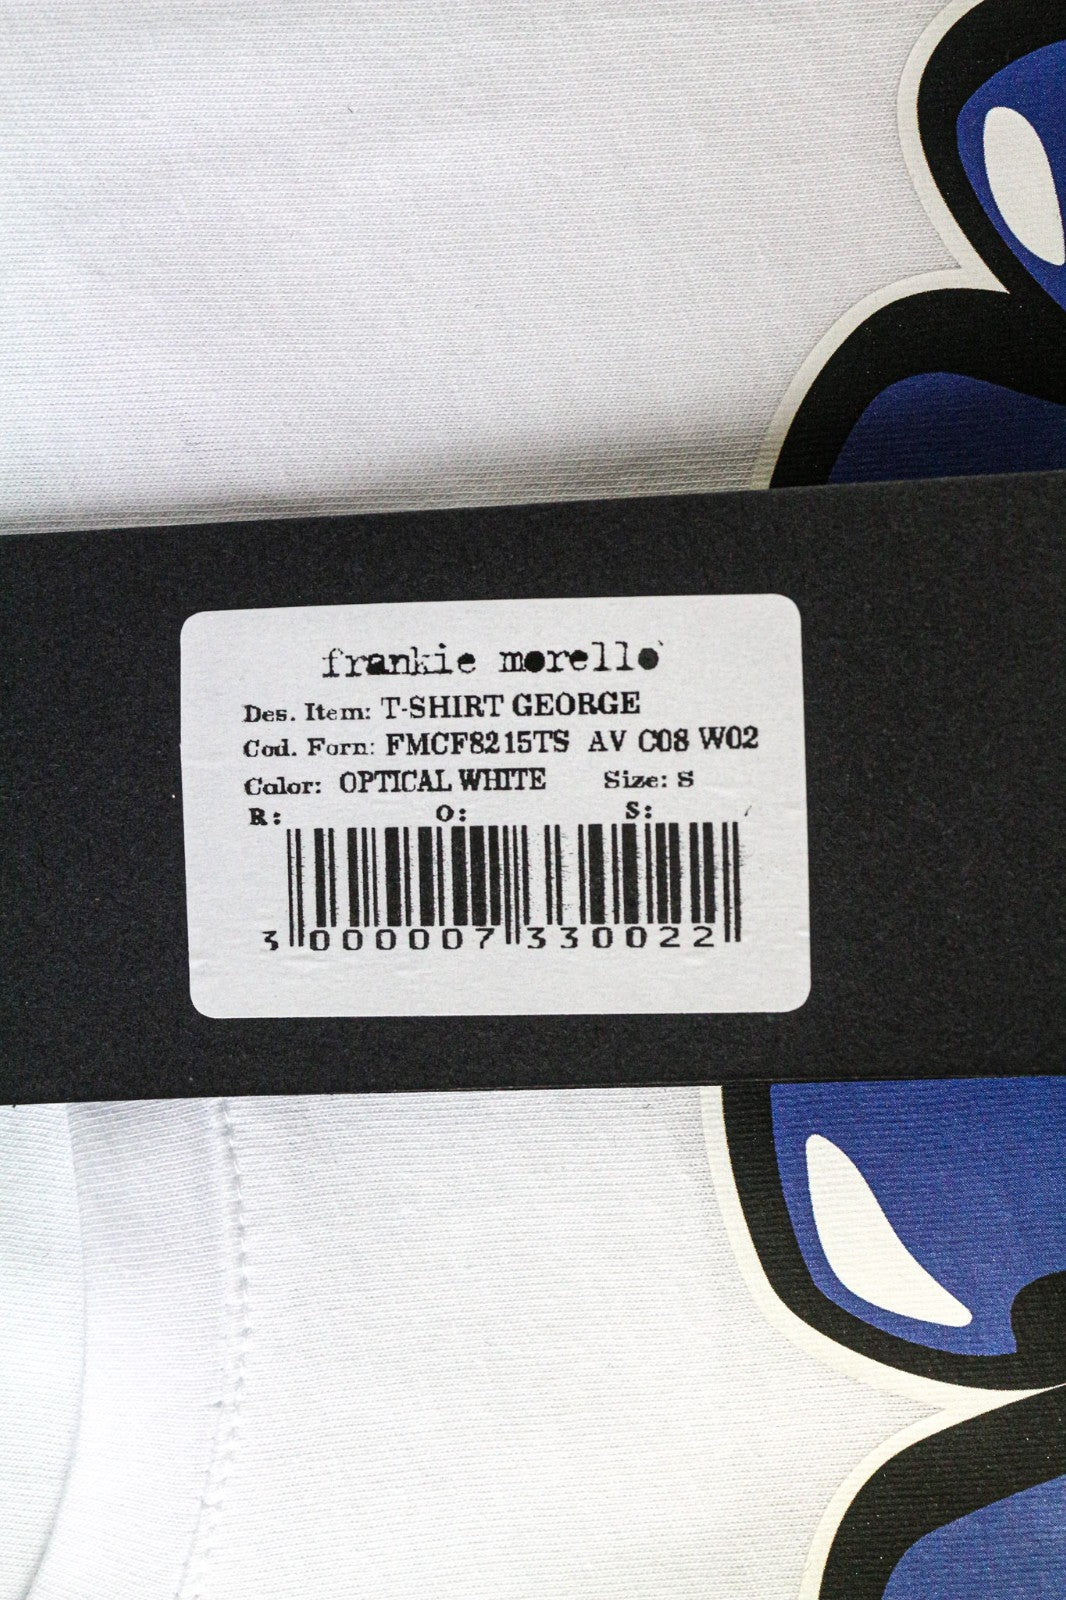 frankie morello
Des. Item: T-SHIRT GEORGE
Cod. Forn: FMCF8215TS AV C08 W02
Color: OPTICAL WHITE Size: S
R: O: S:
3 000007 330022